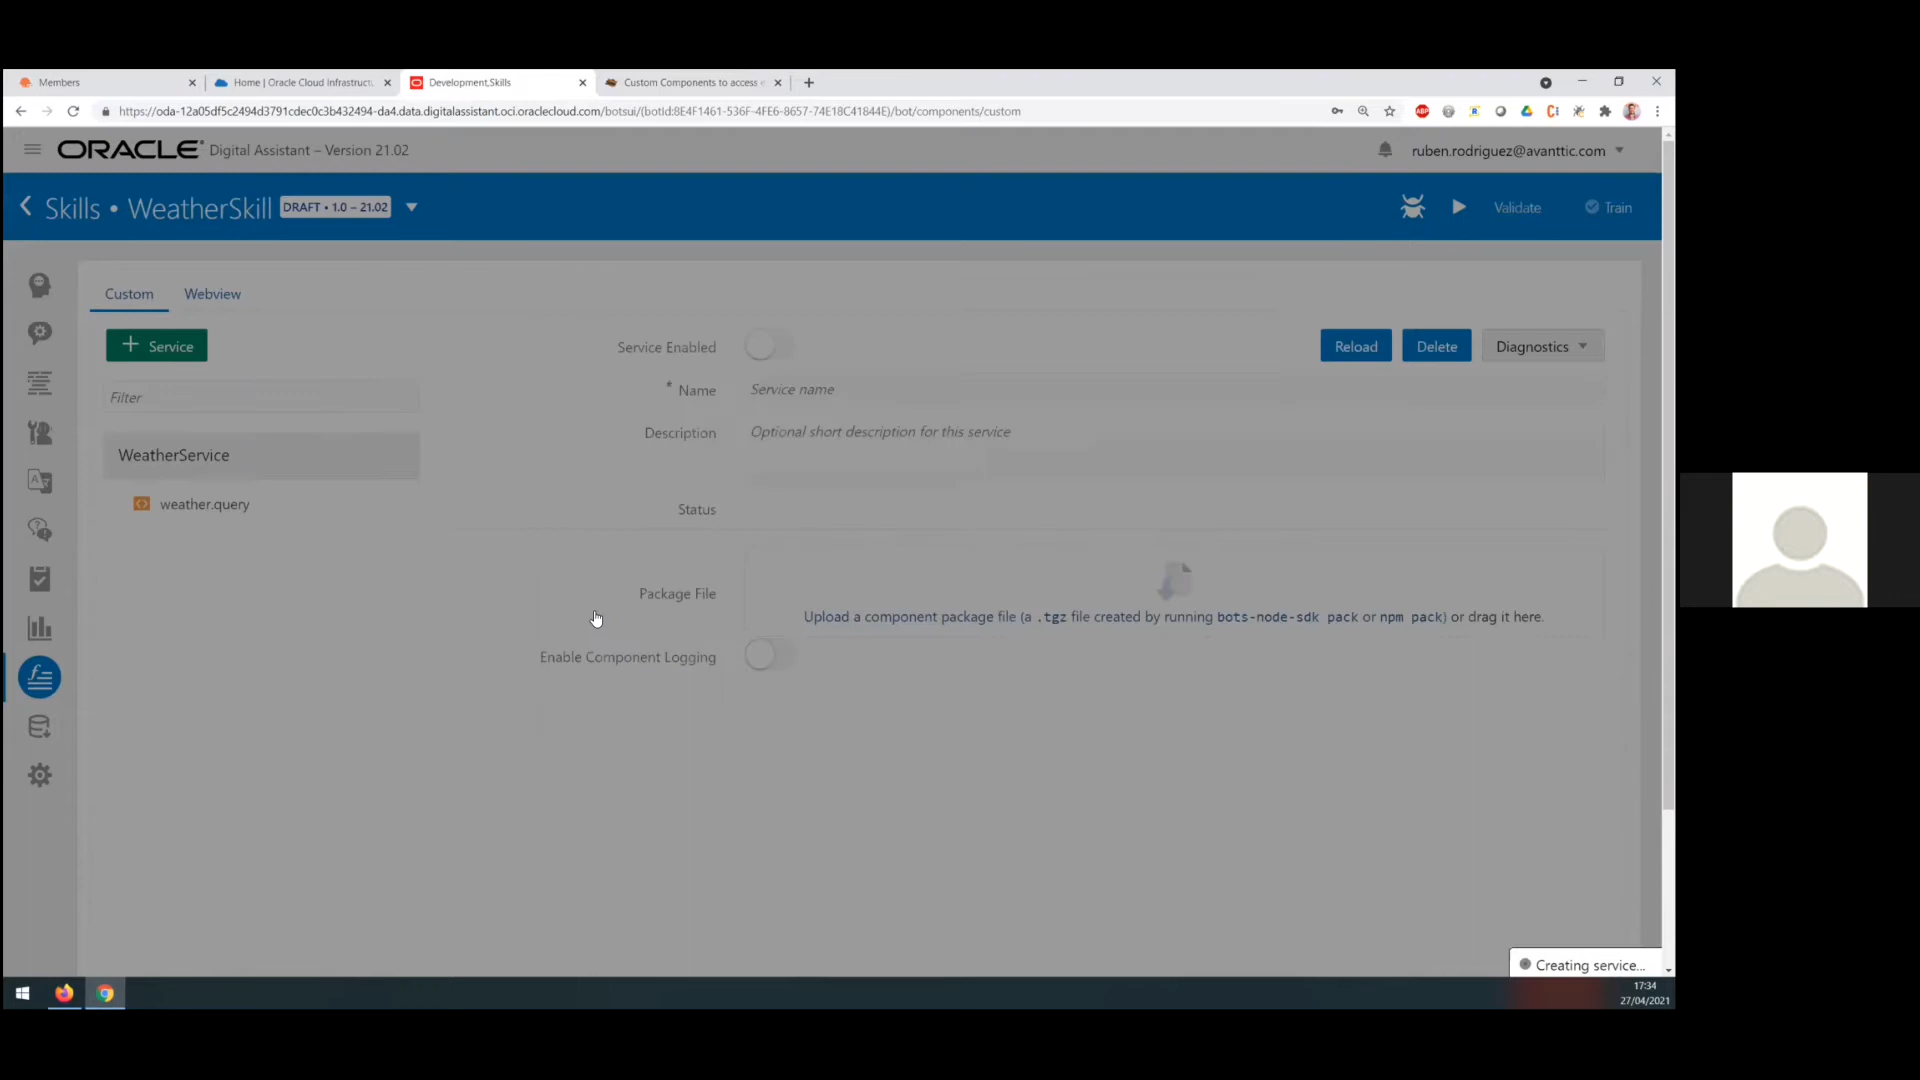 Members
Home | Oracle Cloud Infrastruct
Development,Skills
Custom Components to access e
https://oda-12a05df5c2494d3791cdec0c3b432494-da4.data.digitalassistant.oci.oraclecloud.com/botsui/(botId:8E4F1461-536F-4FE6-8657-74E18C41844E)/bot/components/custom
ORACLE® Digital Assistant – Version 21.02
ruben.rodriguez@avanttic.com
Skills • WeatherSkill DRAFT • 1.0 – 21.02
Validate
Train
Custom
Webview
+ Service
Service Enabled
Reload
Delete
Diagnostics
Filter
* Name
Service name
Description
Optional short description for this service
WeatherService
weather.query
Status
Package File
Upload a component package file (a .tgz file created by running bots-node-sdk pack or npm pack) or drag it here.
Enable Component Logging
Creating service...
17:34
27/04/2021